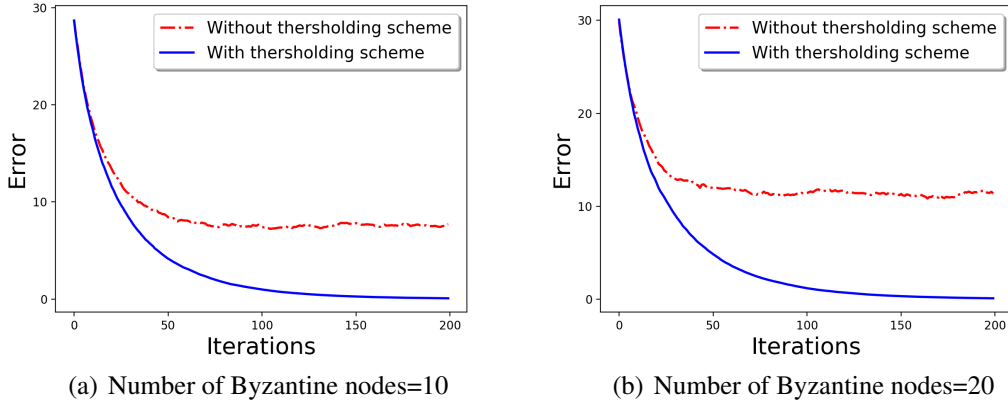 Without thersholding scheme
With thersholding scheme
30
20
10
0
Error
0
50
100
150
200
Iterations
(a) Number of Byzantine nodes=10
Without thersholding scheme
With thersholding scheme
30
20
10
0
Error
0
50
100
150
200
Iterations
(b) Number of Byzantine nodes=20